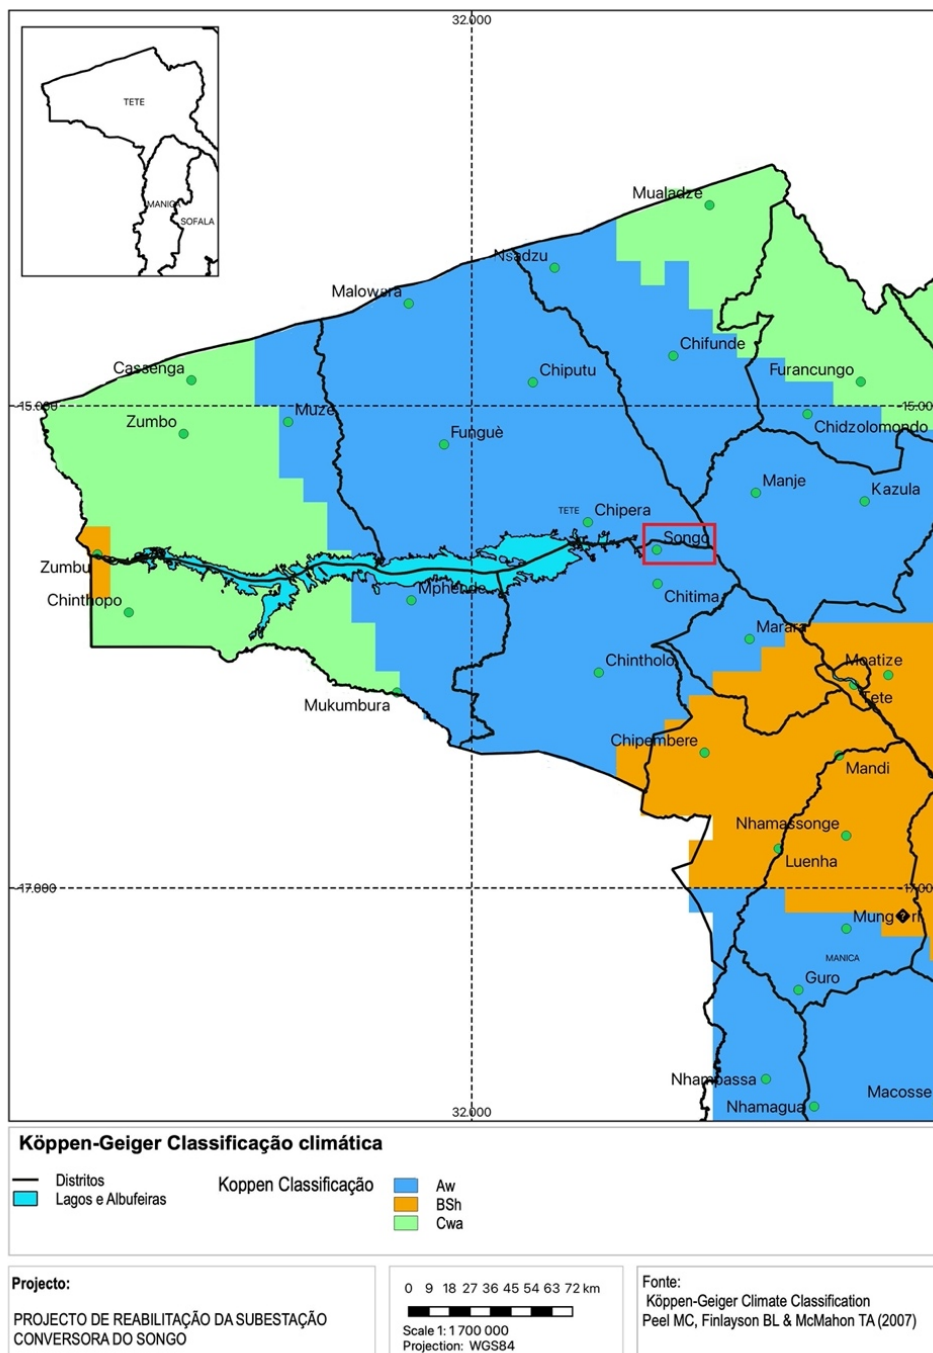 32.000
TETE
MANICA
SOFALA
Mualadze
Nsadzu
Malowara
Chifunde
Cassenga
Chiputu
Furancungo
-15.000
-15.000
Zumbo
Muze
Funguè
Chidzolomondo
Manje
Kazula
TETE
Chipera
Songo
Zumbu
Mphende
Chitima
Chinthopo
Marara
Chintholo
Moatize
Tete
Mukumbura
Chipembere
Mandi
Nhamassonge
Luenha
-17.000
-17.000
Mung�ri
MANICA
Guro
Nhampassa
Macosse
Nhamagua
32.000
Köppen-Geiger Classificação climática
Distritos
Lagos e Albufeiras
Koppen Classificação
Aw
BSh
Cwa
Projecto:
PROJECTO DE REABILITAÇÃO DA SUBESTAÇÃO
CONVERSORA DO SONGO
0 9 18 27 36 45 54 63 72 km
Scale 1: 1 700 000
Projection: WGS84
Fonte:
Köppen-Geiger Climate Classification
Peel MC, Finlayson BL & McMahon TA (2007)